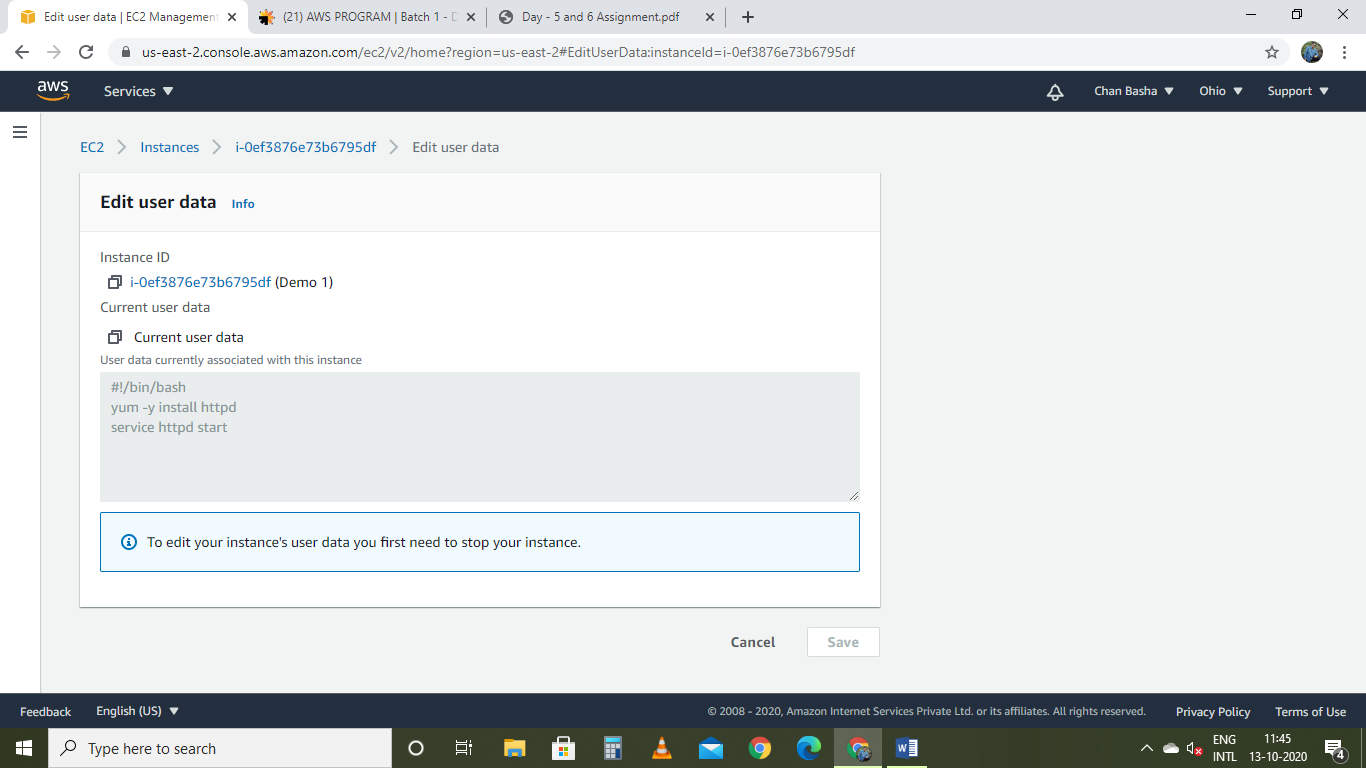 Edit user data | EC2 Management
(21) AWS PROGRAM | Batch 1 - D
Day - 5 and 6 Assignment.pdf
us-east-2.console.aws.amazon.com/ec2/v2/home?region=us-east-2#EditUserData:instanceId=i-0ef3876e73b6795df
aws Services Chan Basha Ohio Support
EC2 Instances i-0ef3876e73b6795df Edit user data
Edit user data Info
Instance ID
i-0ef3876e73b6795df (Demo 1)
Current user data
Current user data
User data currently associated with this instance
#!/bin/bash
yum -y install httpd
service httpd start
To edit your instance's user data you first need to stop your instance.
Cancel Save
Feedback English (US) © 2008 - 2020, Amazon Internet Services Private Ltd. or its affiliates. All rights reserved. Privacy Policy Terms of Use
Type here to search
ENG 11:45
INTL 13-10-2020 4